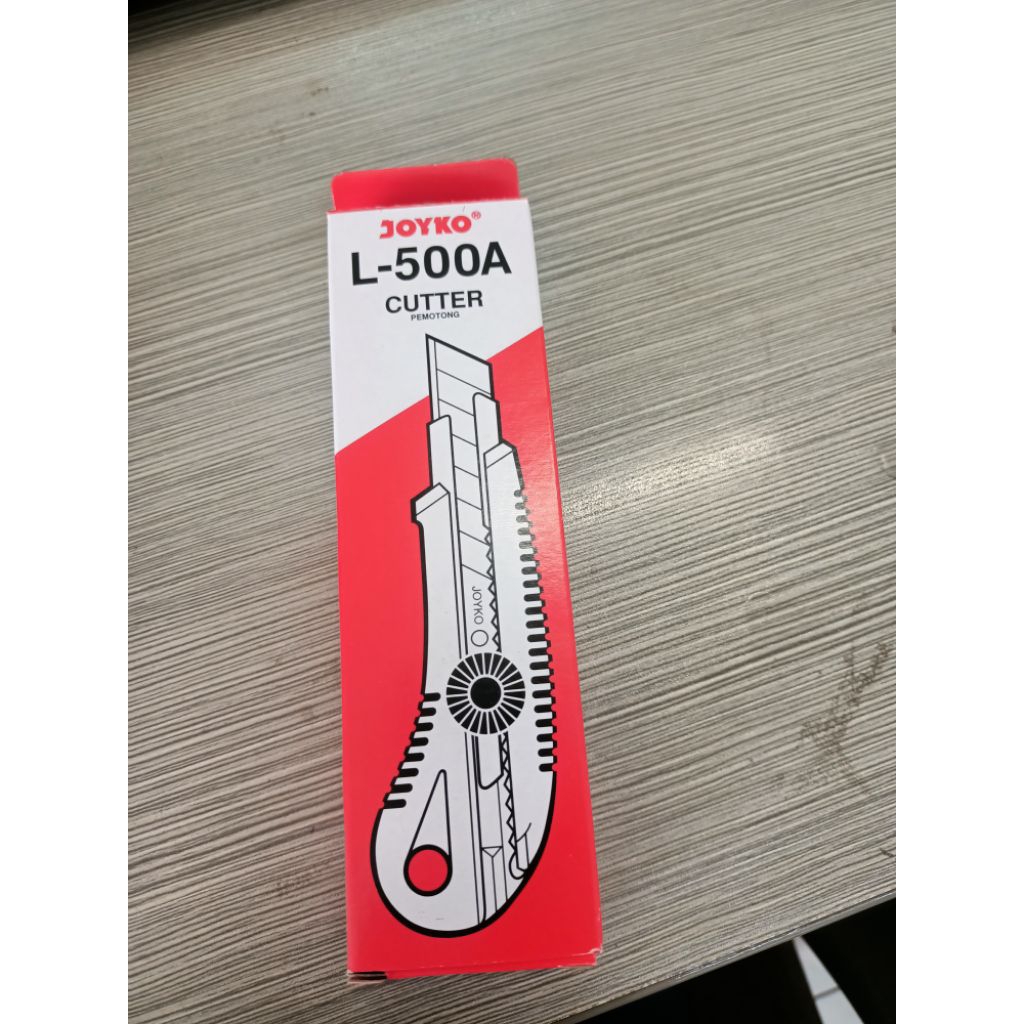 JOYKO®
L-500A
CUTTER
PEMOTONG
JOYKO